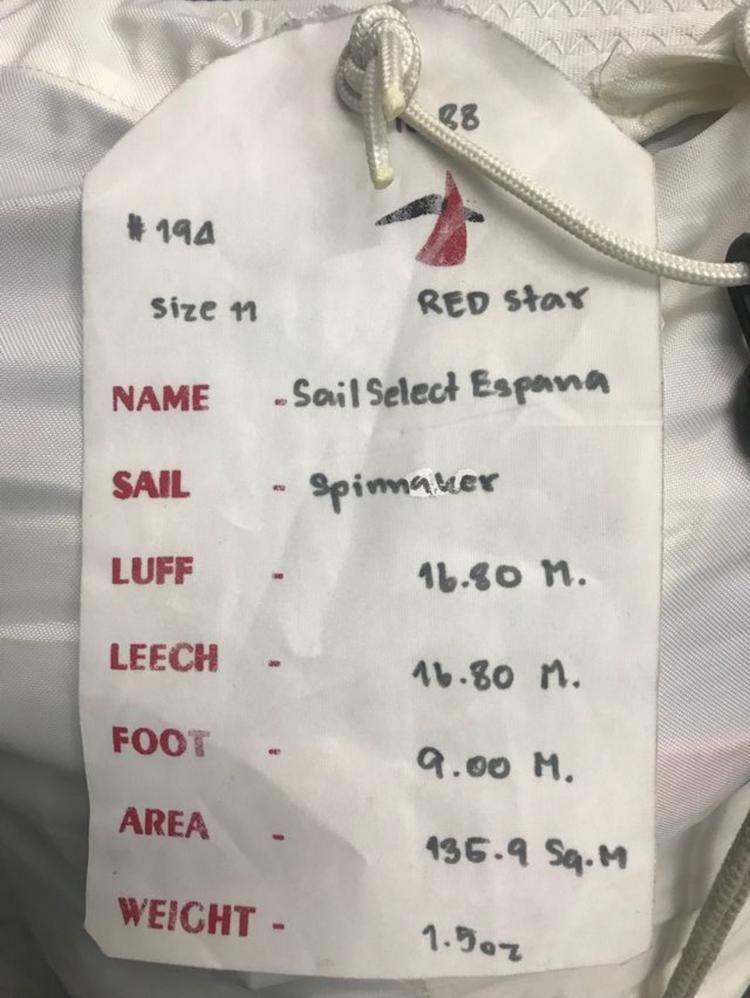 88
# 194
Size 11 RED Star
NAME - Sail Select Espana
SAIL - Spinnaker
LUFF - 16.80 M.
LEECH - 16.80 M.
FOOT - 9.00 M.
AREA - 135.9 Sq.M
WEIGHT - 1.5oz